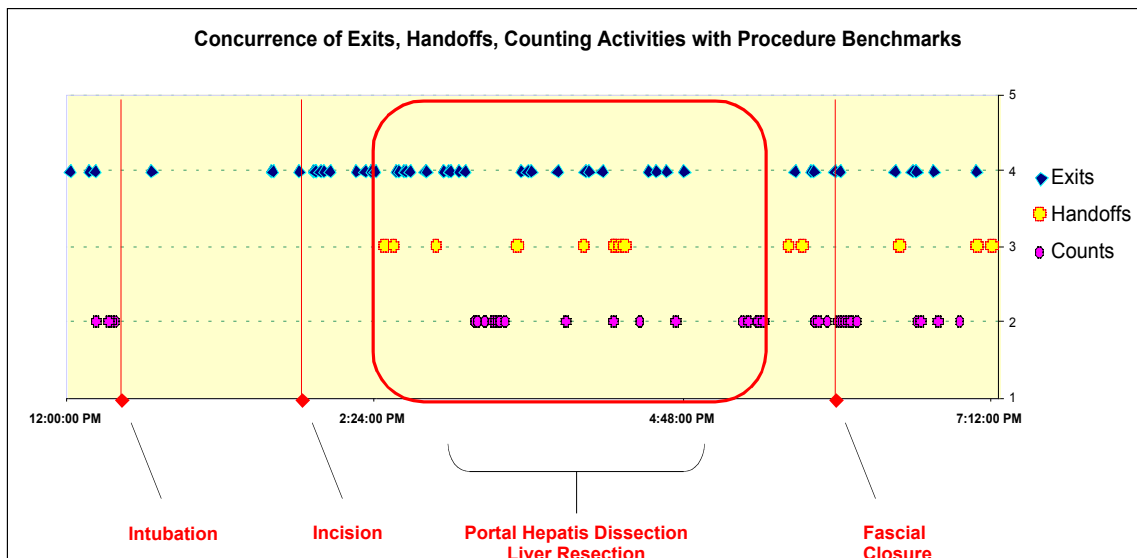 Concurrence of Exits, Handoffs, Counting Activities with Procedure Benchmarks
5
4
3
2
1
Exits
Handoffs
Counts
12:00:00 PM
2:24:00 PM
4:48:00 PM
7:12:00 PM
Intubation
Incision
Portal Hepatis Dissection
Liver Resection
Fascial
Closure